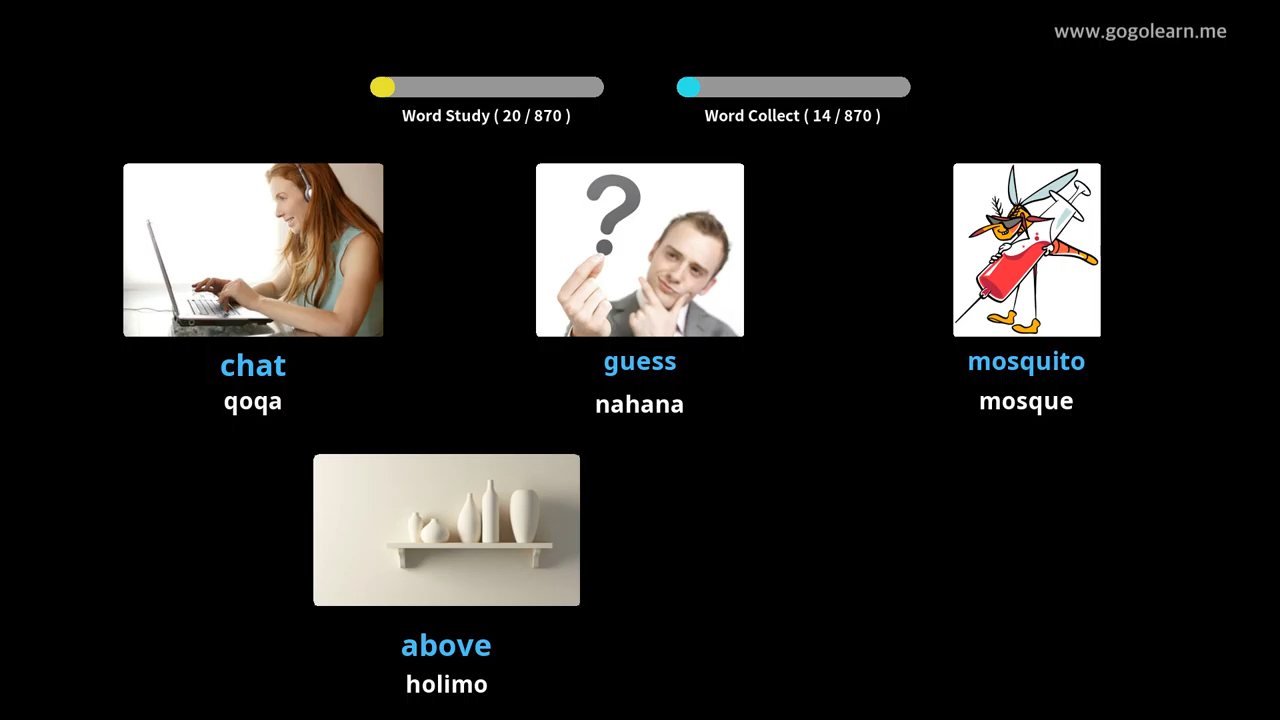 www.gogolearn.me
Word Study ( 20 / 870 )
Word Collect ( 14 / 870 )
chat
qoqa
guess
nahana
mosquito
mosque
above
holimo